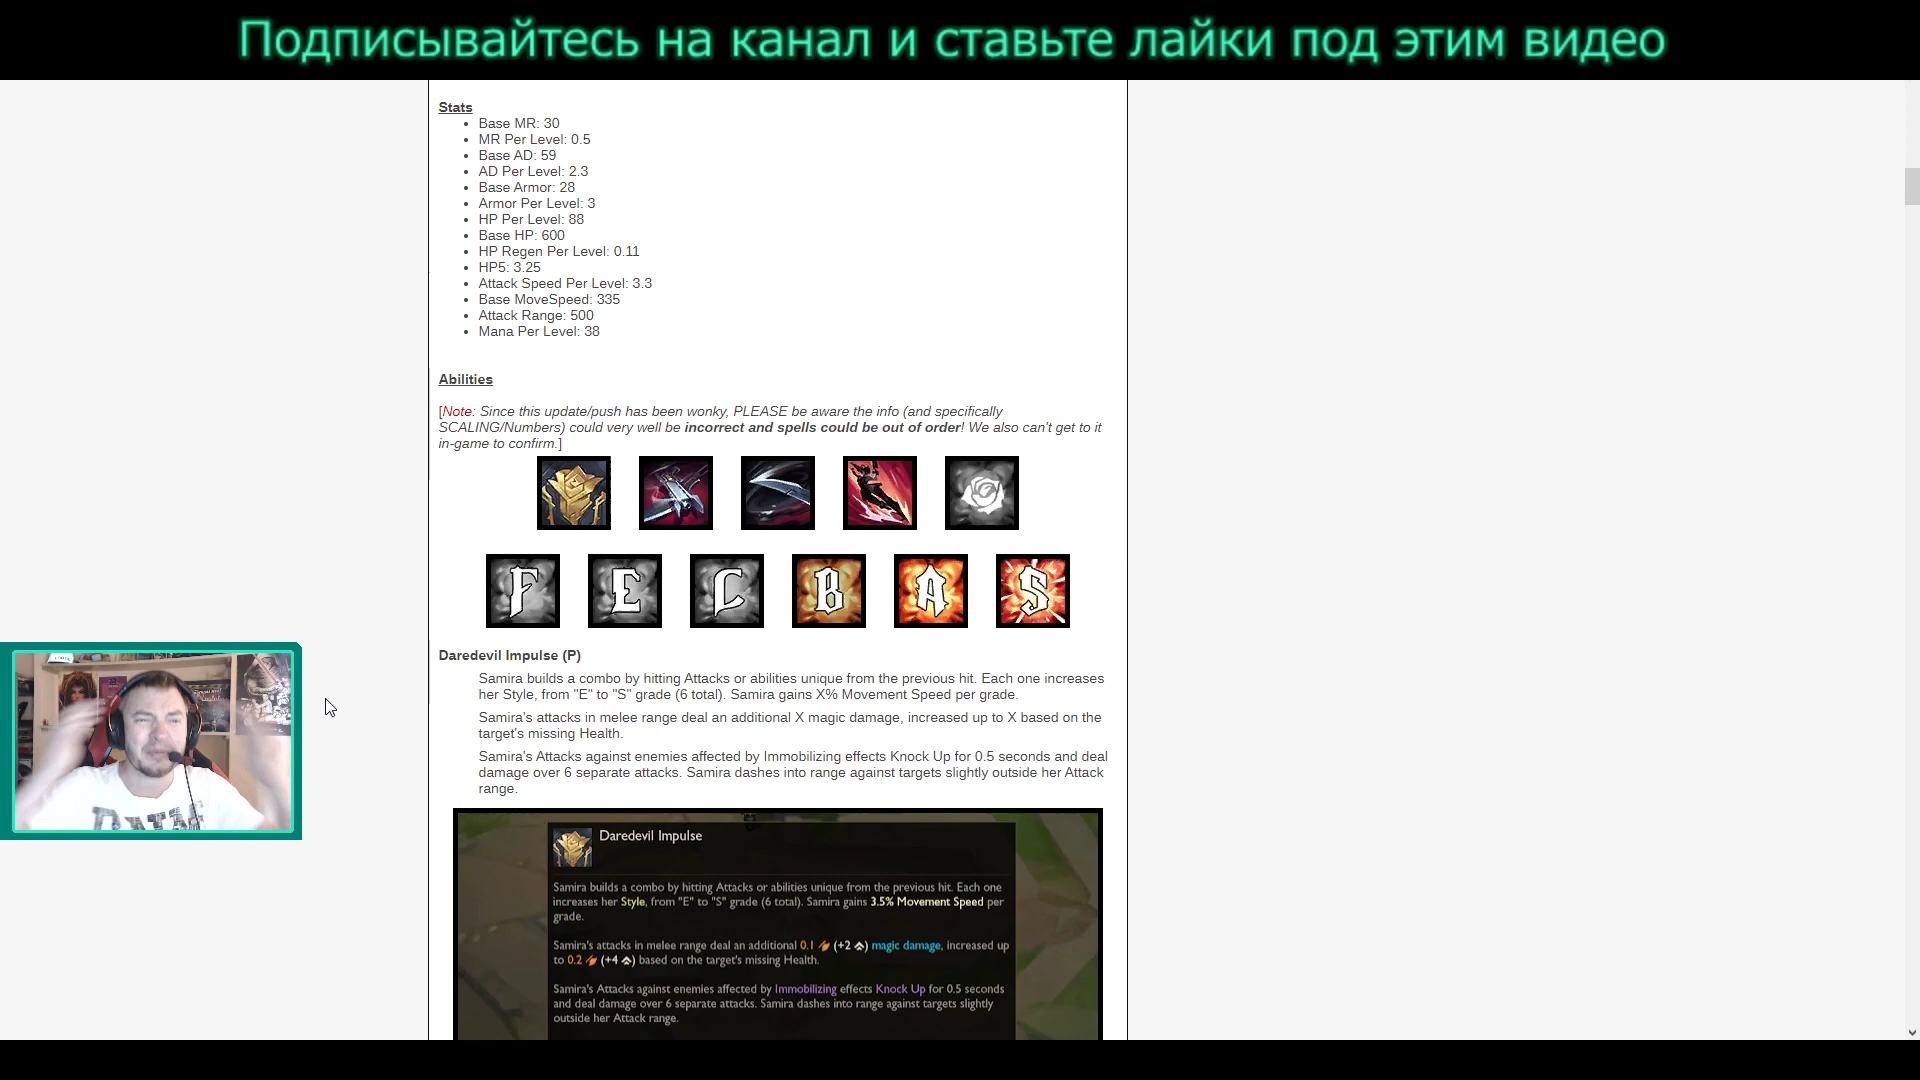 Подписывайтесь на канал и ставьте лайки под этим видео
Stats
• Base MR: 30
• MR Per Level: 0.5
• Base AD: 59
• AD Per Level: 2.3
• Base Armor: 28
• Armor Per Level: 3
• HP Per Level: 88
• Base HP: 600
• HP Regen Per Level: 0.11
• HP5: 3.25
• Attack Speed Per Level: 3.3
• Base MoveSpeed: 335
• Attack Range: 500
• Mana Per Level: 38
Abilities
[Note: Since this update/push has been wonky, PLEASE be aware the info (and specifically
SCALING/Numbers) could very well be incorrect and spells could be out of order! We also can't get to it
in-game to confirm.]
F E C B A S
Daredevil Impulse (P)
Samira builds a combo by hitting Attacks or abilities unique from the previous hit. Each one increases
her Style, from "E" to "S" grade (6 total). Samira gains X% Movement Speed per grade.
Samira's attacks in melee range deal an additional X magic damage, increased up to X based on the
target's missing Health.
Samira's Attacks against enemies affected by Immobilizing effects Knock Up for 0.5 seconds and deal
damage over 6 separate attacks. Samira dashes into range against targets slightly outside her Attack
range.
Daredevil Impulse
Samira builds a combo by hitting Attacks or abilities unique from the previous hit. Each one
increases her Style, from "E" to "S" grade (6 total). Samira gains 3.5% Movement Speed per
grade.
Samira's attacks in melee range deal an additional 0.1 (+2 ) magic damage, increased up
to 0.2 (+4 ) based on the target's missing Health.
Samira's Attacks against enemies affected by Immobilizing effects Knock Up for 0.5 seconds
and deal damage over 6 separate attacks. Samira dashes into range against targets slightly
outside her Attack range.